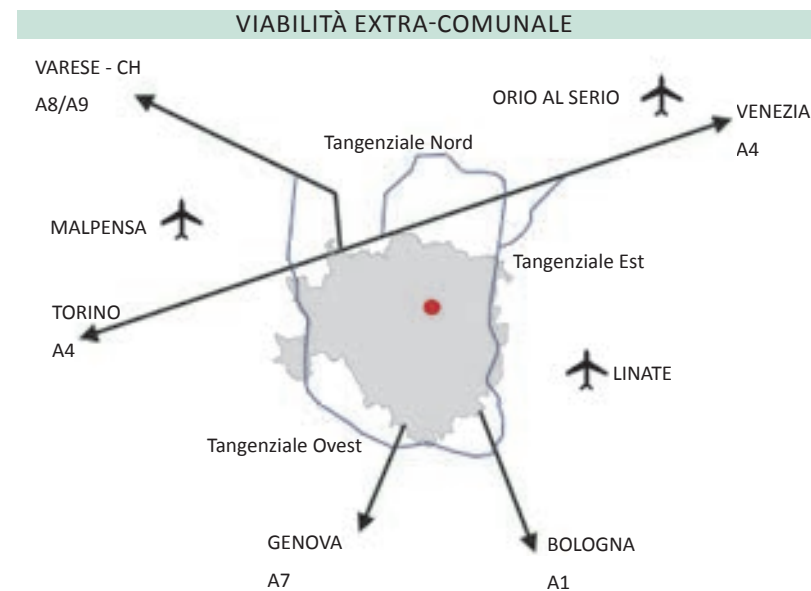 VIABILITÀ EXTRA-COMUNALE
VARESE - CH
A8/A9
ORIO AL SERIO
VENEZIA
A4
Tangenziale Nord
MALPENSA
Tangenziale Est
TORINO
A4
LINATE
Tangenziale Ovest
GENOVA
A7
BOLOGNA
A1